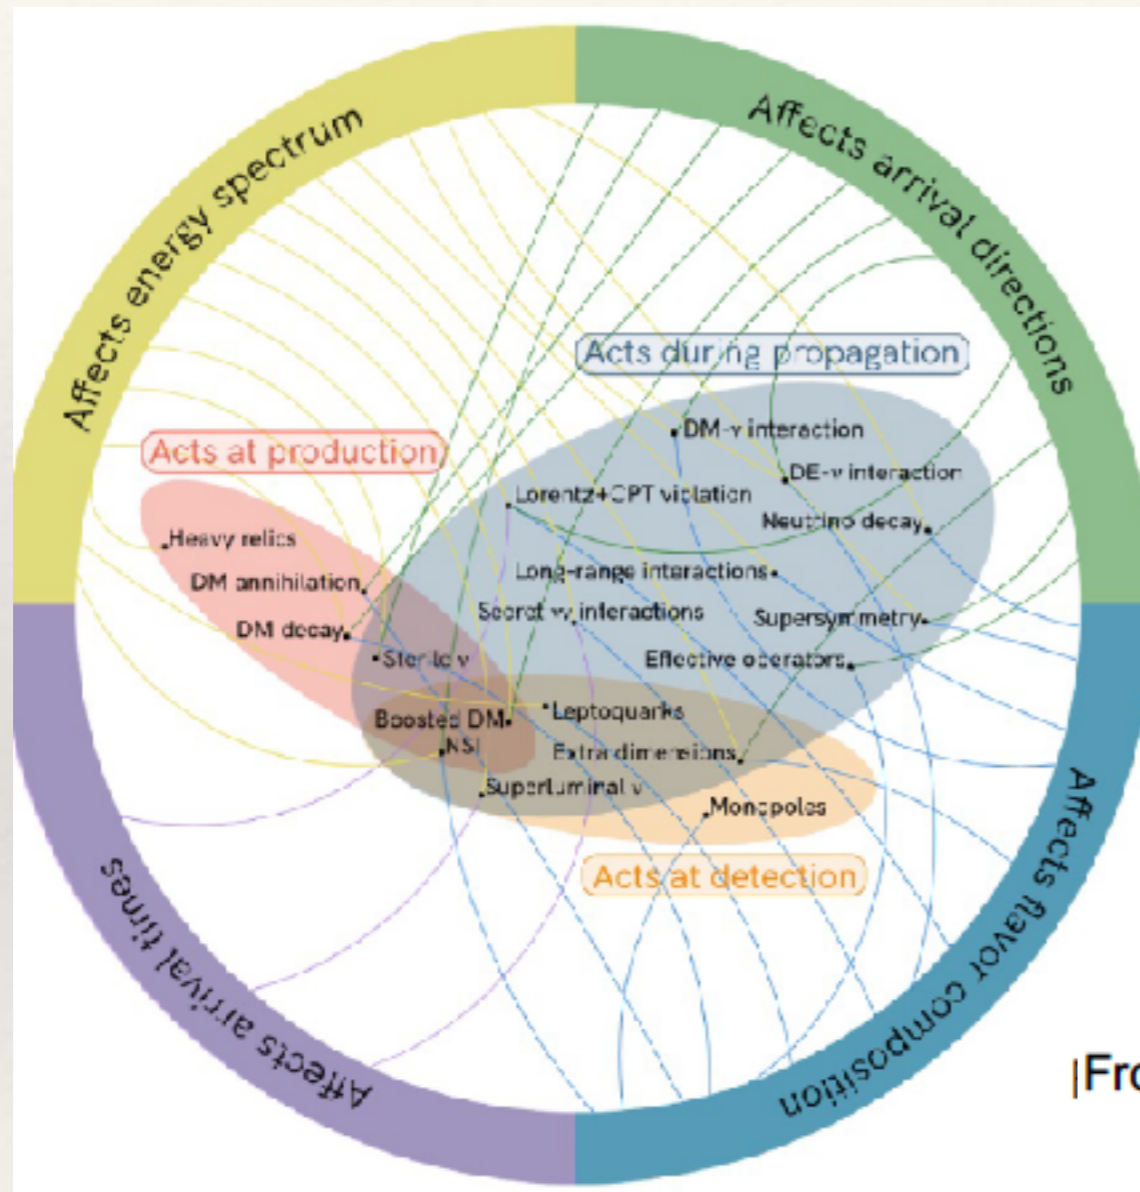 Affects energy spectrum
Affects arrival directions
Acts during propagation
DM-ν interaction
Acts at production
DE-ν interaction
Lorentz+CPT violation
Neutrino decay
Heavy relics
Long-range interactions
DM annihilation
Secret νν interactions
Supersymmetry
DM decay
Sterile ν
Effective operators
Boosted DM
Leptoquarks
NSI
Extra dimensions
Superluminal ν
Monopoles
Acts at detection
Affects arrival times
Affects flavor composition